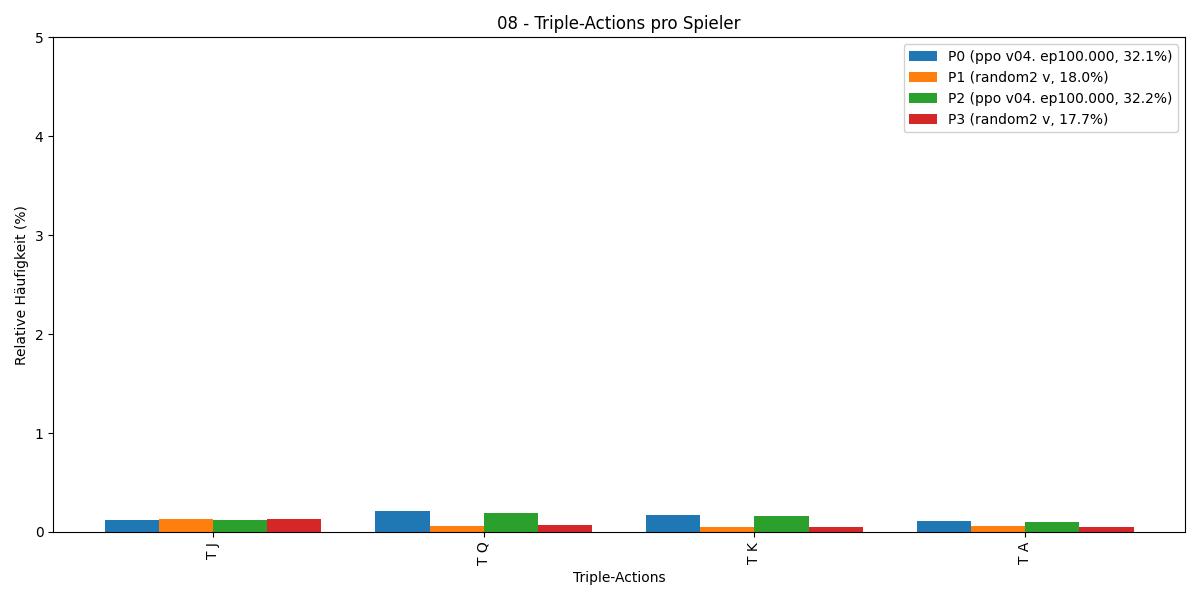 08 - Triple-Actions pro Spieler
P0 (ppo v04. ep100.000, 32.1%)
P1 (random2 v, 18.0%)
P2 (ppo v04. ep100.000, 32.2%)
P3 (random2 v, 17.7%)
Relative Häufigkeit (%)
5
4
3
2
1
0
T J
T Q
T K
T A
Triple-Actions